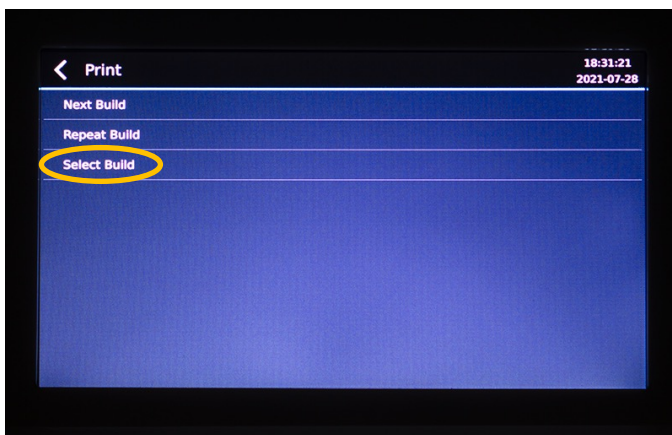 Print
18:31:21
2021-07-28
Next Build
Repeat Build
Select Build